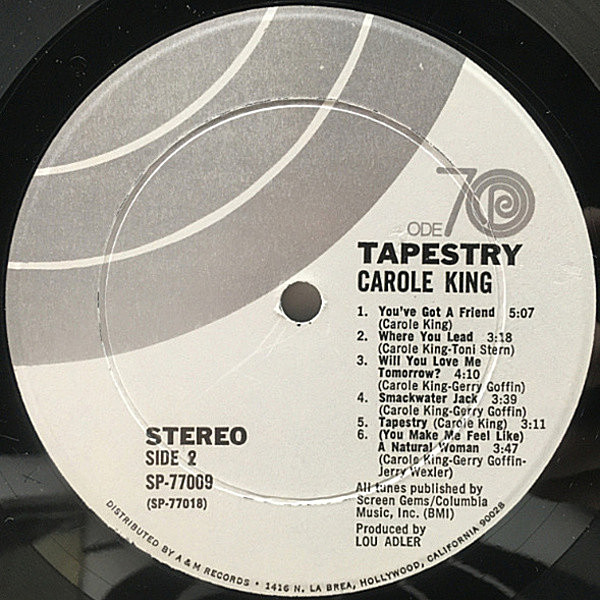 ODE 70
TAPESTRY
CAROLE KING
1. You've Got A Friend 5:07
(Carole King)
2. Where You Lead 3:18
(Carole King-Toni Stern)
3. Will You Love Me
Tomorrow? 4:10
(Carole King-Gerry Goffin)
4. Smackwater Jack 3:39
(Carole King-Gerry Goffin)
5. Tapestry (Carole King) 3:11
6. (You Make Me Feel Like)
A Natural Woman 3:47
(Carole King-Gerry Goffin-
Jerry Wexler)
All tunes published by
Screen Gems/Columbia
Music, Inc. (BMI)
Produced by
LOU ADLER
STEREO
SIDE 2
SP-77009
(SP-77018)
DISTRIBUTED BY A & M RECORDS • 1416 N. LA BREA, HOLLYWOOD, CALIFORNIA 90028